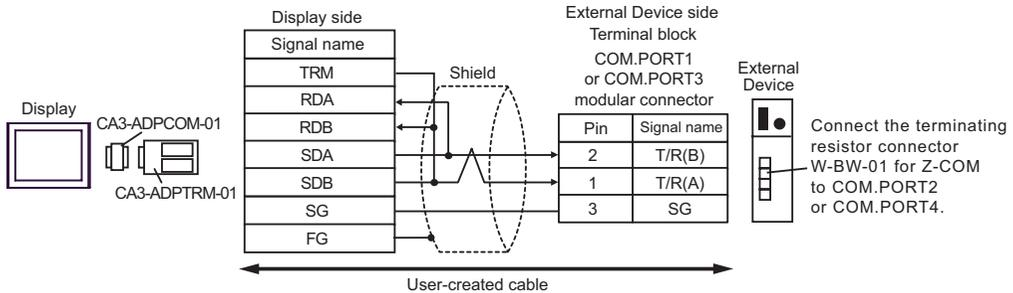 Display side
Signal name
TRM
RDA
RDB
SDA
SDB
SG
FG
Shield
External Device side
Terminal block
COM.PORT1
or COM.PORT3
modular connector
Pin Signal name
2 T/R(B)
1 T/R(A)
3 SG
Display
CA3-ADPCOM-01
CA3-ADPTRM-01
External
Device
Connect the terminating
resistor connector
W-BW-01 for Z-COM
to COM.PORT2
or COM.PORT4.
User-created cable